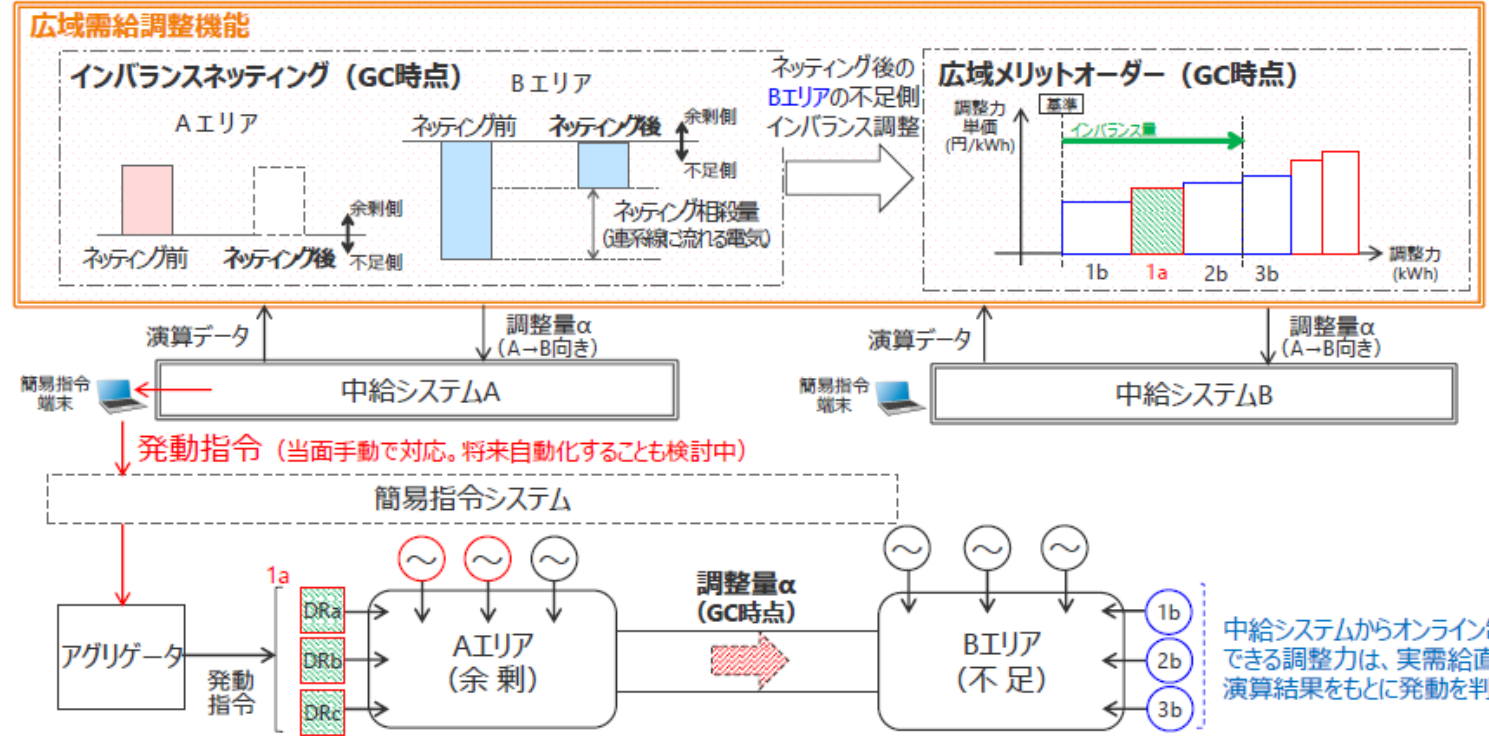 広域需給調整機能
インバランスネッティング（GC時点）
Aエリア
ネッティング前
ネッティング後
余剰側
不足側
Bエリア
ネッティング前
ネッティング後
余剰側
不足側
ネッティング相殺量
（連系線に流れる電気）
ネッティング後の
Bエリアの不足側
インバランス調整
広域メリットオーダー（GC時点）
調整力
単価
(円/kWh)
基準
インバランス量
1b
1a
2b
3b
調整力
(kWh)
演算データ
調整量α
（A→B向き）
演算データ
調整量α
（A→B向き）
簡易指令
端末
中給システムA
簡易指令
端末
中給システムB
発動指令（当面手動で対応。将来自動化することも検討中）
簡易指令システム
アグリゲータ
発動
指令
1a
DRa
DRb
DRc
Aエリア
（余 剰）
調整量α
（GC時点）
Bエリア
（不 足）
1b
2b
3b
中給システムからオンライン
できる調整力は、実需給直
演算結果をもとに発動を判